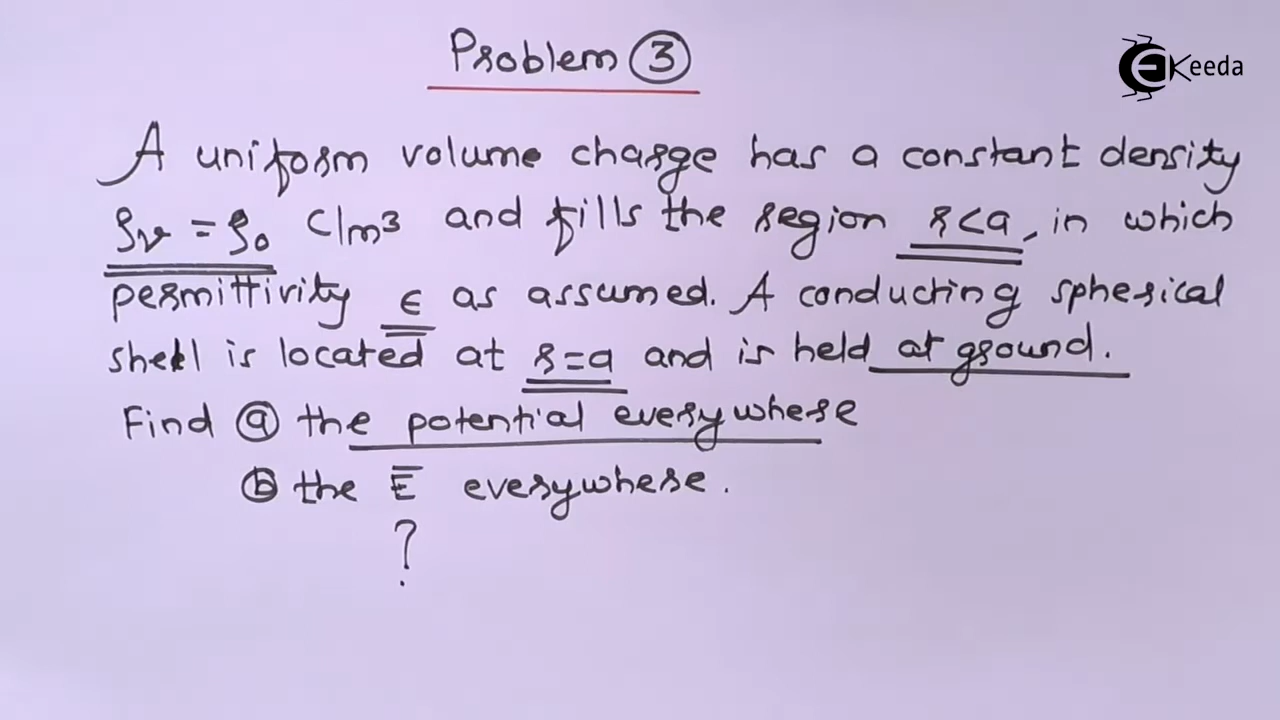 Problem ③
EKeeda
A uniform volume charge has a constant density
ρᵥ = ρ₀ C/m³ and fills the region r<a, in which
permittivity ϵ as assumed. A conducting spherical
shell is located at r=a and is held at ground.
Find ⓐ the potential everywhere
ⓑ the E̅ everywhere.
?